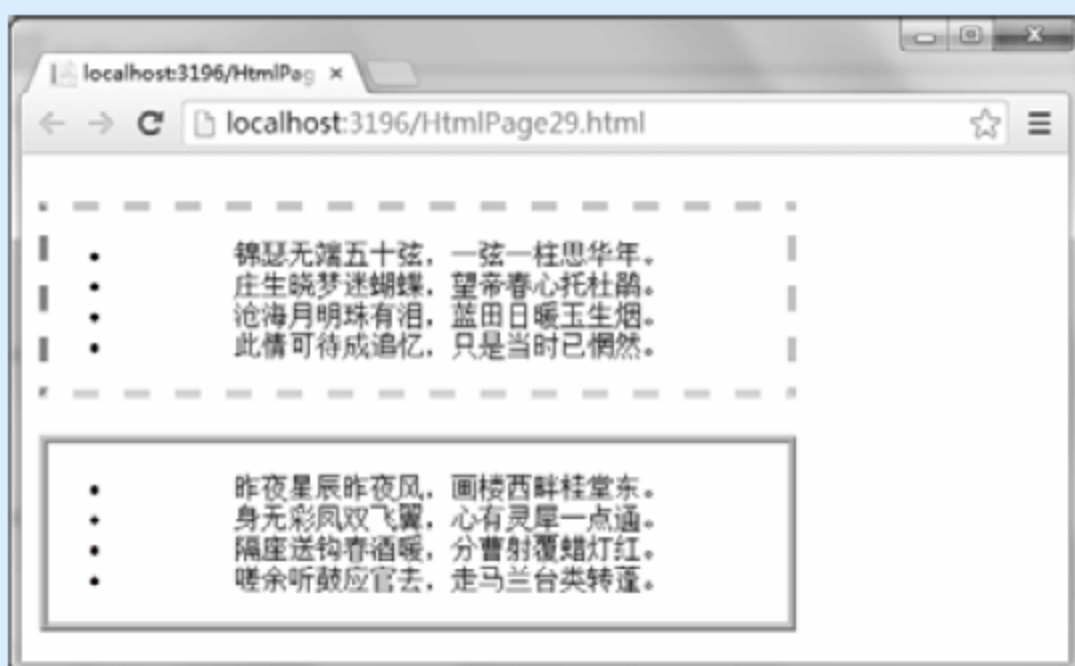 localhost:3196/HtmlPag
localhost:3196/HtmlPage29.html
锦瑟无端五十弦，一弦一柱思华年。
庄生晓梦迷蝴蝶，望帝春心托杜鹃。
沧海月明珠有泪，蓝田日暖玉生烟。
此情可待成追忆，只是当时已惘然。
昨夜星辰昨夜风，画楼西畔桂堂东。
身无彩凤双飞翼，心有灵犀一点通。
隔座送钩春酒暖，分曹射覆蜡灯红。
嗟余听鼓应官去，走马兰台类转蓬。